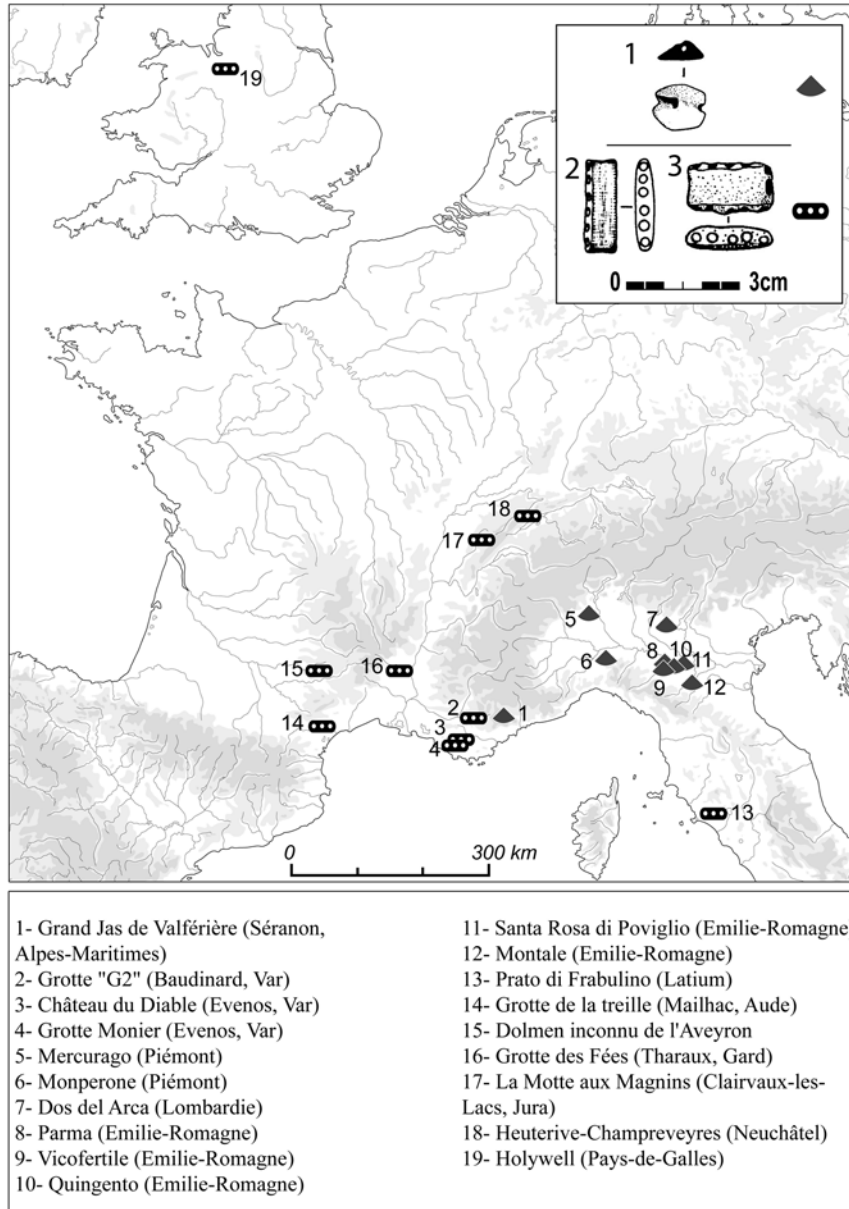 19
1
2
3
0 3cm
18
17
5
7
6
8
10
11
9
12
15
16
14
2
1
3
4
13
0 300 km
1- Grand Jas de Valférière (Séranon,
Alpes-Maritimes)
2- Grotte "G2" (Baudinard, Var)
3- Château du Diable (Evenos, Var)
4- Grotte Monier (Evenos, Var)
5- Mercurago (Piémont)
6- Monperone (Piémont)
7- Dos del Arca (Lombardie)
8- Parma (Emilie-Romagne)
9- Vicofertile (Emilie-Romagne)
10- Quingento (Emilie-Romagne)
11- Santa Rosa di Poviglio (Emilie-Romagne
12- Montale (Emilie-Romagne)
13- Prato di Frabulino (Latium)
14- Grotte de la treille (Mailhac, Aude)
15- Dolmen inconnu de l'Aveyron
16- Grotte des Fées (Tharaux, Gard)
17- La Motte aux Magnins (Clairvaux-les-
Lacs, Jura)
18- Heuterive-Champreveyres (Neuchâtel)
19- Holywell (Pays-de-Galles)